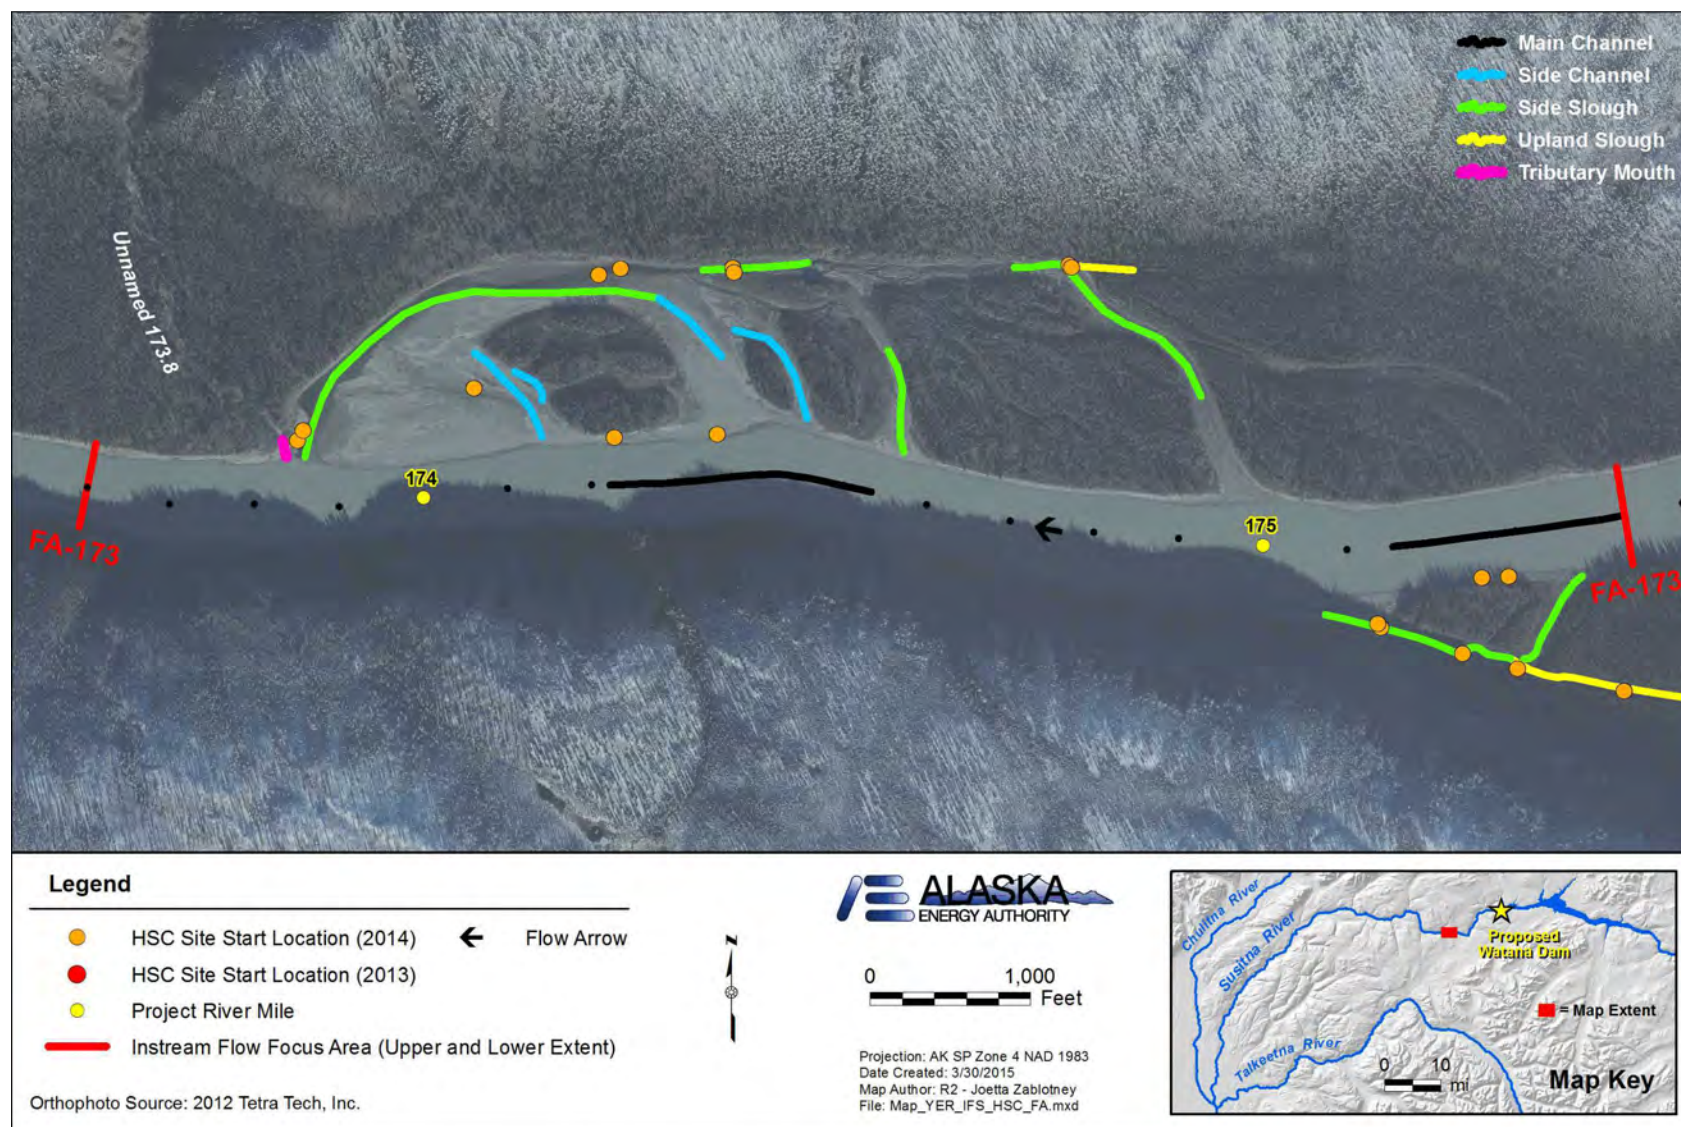 Main Channel
Side Channel
Side Slough
Upland Slough
Tributary Mouth
Unnamed 173.8
174
175
FA-173
FA-173
Legend
HSC Site Start Location (2014)
Flow Arrow
HSC Site Start Location (2013)
Project River Mile
Instream Flow Focus Area (Upper and Lower Extent)
Orthophoto Source: 2012 Tetra Tech, Inc.
N
ALASKA
ENERGY AUTHORITY
0 1,000
Feet
Projection: AK SP Zone 4 NAD 1983
Date Created: 3/30/2015
Map Author: R2 - Joetta Zablotney
File: Map_YER_IFS_HSC_FA.mxd
Chulitna River
Susitna River
Proposed
Watana Dam
= Map Extent
Talkeetna River
0 10
mi
Map Key